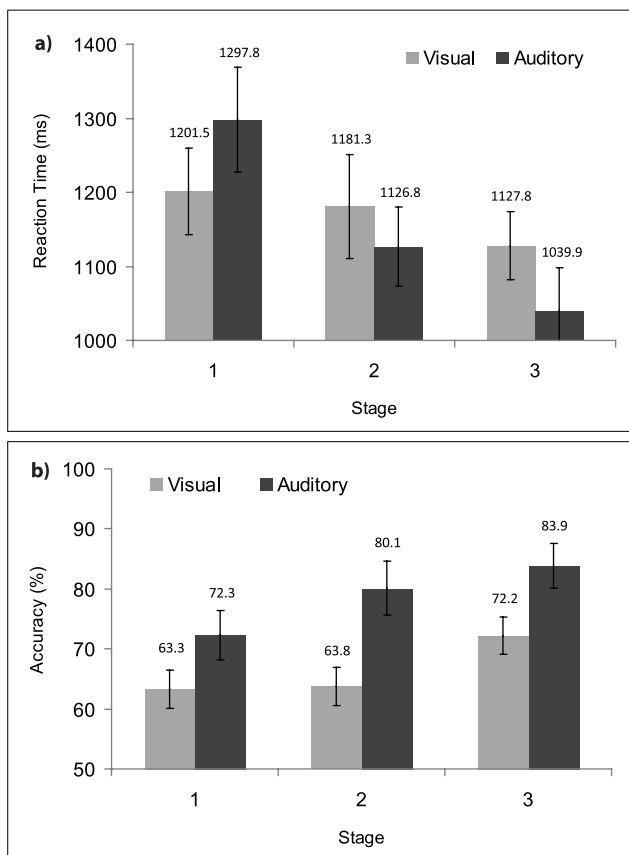 a)
Visual Auditory
1400
1300
1200
1100
1000
Reaction Time (ms)
1201.5
1297.8
1181.3
1126.8
1127.8
1039.9
1 2 3
Stage
b)
Visual Auditory
100
90
80
70
60
50
Accuracy (%)
63.3
72.3
63.8
80.1
72.2
83.9
1 2 3
Stage